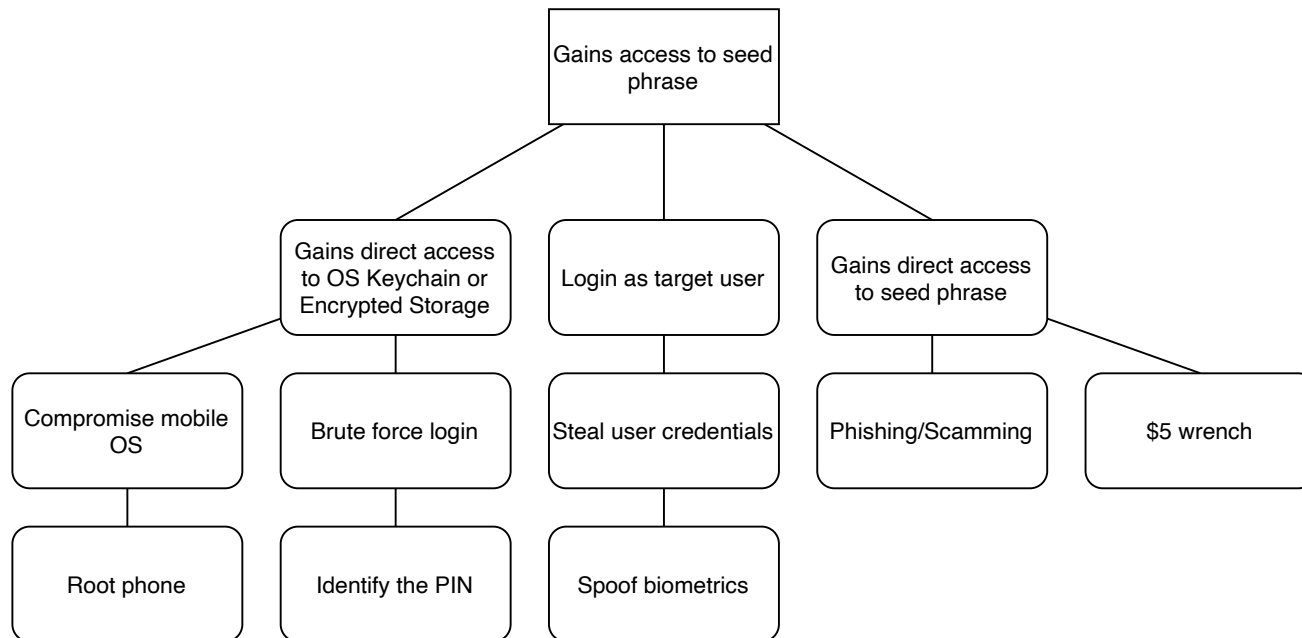 Gains access to seed
phrase
Gains direct access
to OS Keychain or
Encrypted Storage
Login as target user
Gains direct access
to seed phrase
Compromise mobile
OS
Brute force login
Steal user credentials
Phishing/Scamming
$5 wrench
Root phone
Identify the PIN
Spoof biometrics